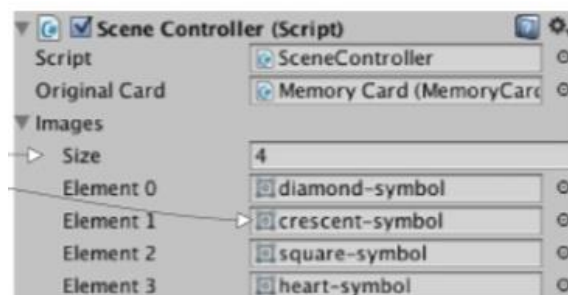 Scene Controller (Script)
Script SceneController
Original Card Memory Card (MemoryCard
Images
Size 4
Element 0 diamond-symbol
Element 1 crescent-symbol
Element 2 square-symbol
Element 3 heart-symbol